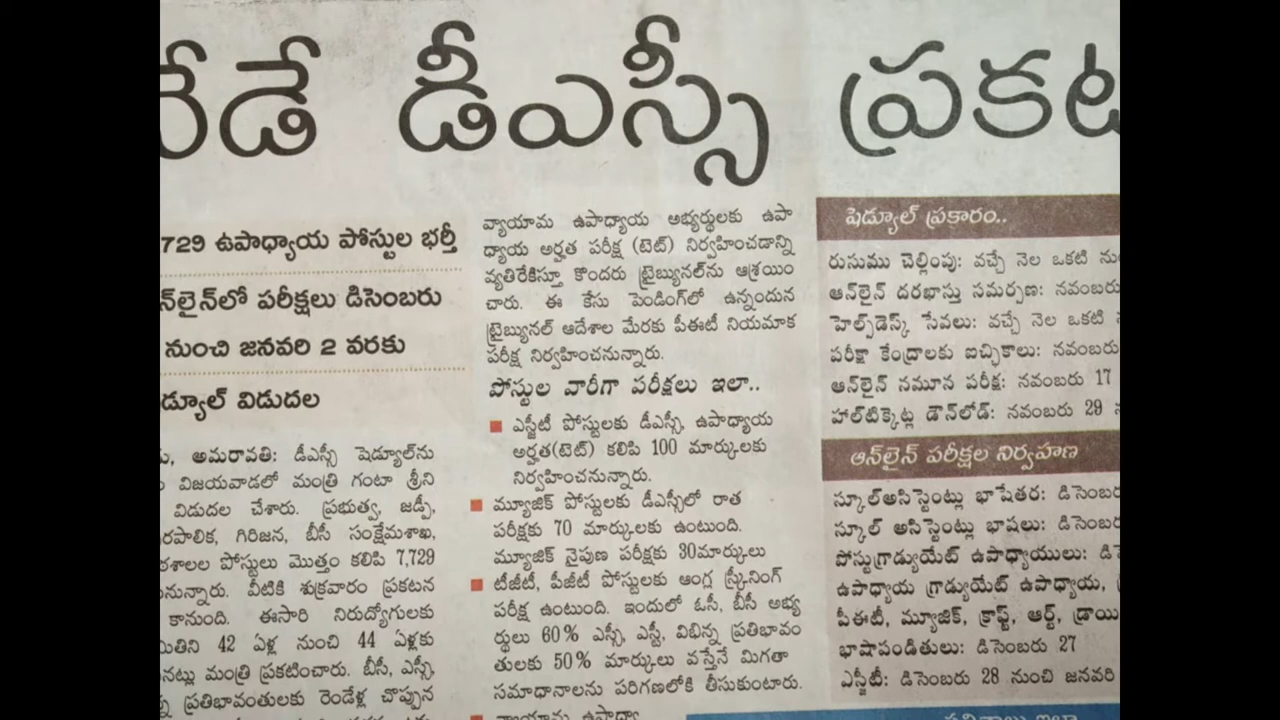 డీఎస్సీ
729 ఉపాధ్యాయ పోస్టుల భర్తీ
పరీక్షలు డిసెంబరు
నుంచి జనవరి 2 వరకు
విడుదల
అమరావతి: డీఎస్సీ షెడ్యూల్‌ను
విజయవాడలో మంత్రి గంటా శ్రీని
విడుదల చేశారు. ప్రభుత్వ, జడ్పీ,
గిరిజన, బీసీ సంక్షేమశాఖ,
పోస్టులు మొత్తం కలిపి 7,729
వీటికి శుక్రవారం ప్రకటన
కానుంది. ఈసారి నిరుద్యోగులకు
42 ఏళ్ల నుంచి 44 ఏళ్లకు
మంత్రి ప్రకటించారు. బీసీ, ఎస్సీ,
ప్రతిభావంతులకు రెండేళ్ల చొప్పున
వ్యాయామ ఉపాధ్యాయ అభ్యర్థులకు ఉపా
ధ్యాయ అర్హత పరీక్ష (టెట్) నిర్వహించడాన్ని
వ్యతిరేకిస్తూ కొందరు ట్రైబ్యునల్‌ను ఆశ్రయిం
చారు. ఈ కేసు పెండింగ్‌లో ఉన్నందున
ట్రైబ్యునల్ ఆదేశాల మేరకు పీఈటీ నియమాక
పరీక్ష నిర్వహించనున్నారు.
పోస్టుల వారీగా పరీక్షలు ఇలా..
ఎస్జీటీ పోస్టులకు డీఎస్సీ, ఉపాధ్యాయ
అర్హత(టెట్) కలిపి 100 మార్కులకు
నిర్వహించనున్నారు.
మ్యూజిక్ పోస్టులకు డీఎస్సీలో రాత
పరీక్షకు 70 మార్కులకు ఉంటుంది.
మ్యూజిక్ నైపుణ పరీక్షకు 30మార్కులు
టీజీటీ, పీజీటీ పోస్టులకు ఆంగ్ల స్క్రీనింగ్
పరీక్ష ఉంటుంది. ఇందులో ఓసీ, బీసీ అభ్య
ర్థులు 60% ఎస్సీ, ఎస్టీ, విభిన్న ప్రతిభావం
తులకు 50% మార్కులు వస్తేనే మిగతా
సమాధానాలను పరిగణలోకి తీసుకుంటారు.
వ్యాయామ
షెడ్యూల్ ప్రకారం..
రుసుము చెల్లింపు: వచ్చే నెల ఒకటి
ఆన్‌లైన్ దరఖాస్తు సమర్పణ: నవంబరు
హెల్ప్‌డెస్క్ సేవలు: వచ్చే నెల ఒకటి
పరీక్షా కేంద్రాలకు ఐచ్ఛికాలు: నవంబరు
ఆన్‌లైన్ నమూన పరీక్ష: నవంబరు 17
హాల్‌టిక్కెట్ల డౌన్‌లోడ్: నవంబరు 29
ఆన్‌లైన్ పరీక్షల నిర్వహణ
స్కూల్‌అసిస్టెంట్లు భాషేతర: డిసెంబర
స్కూల్ అసిస్టెంట్లు భాషలు: డిసెంబరు
పోస్టుగ్రాడ్యుయేట్ ఉపాధ్యాయులు:
ఉపాధ్యాయ గ్రాడ్యుయేట్ ఉపాధ్యాయ,
పీఈటీ, మ్యూజిక్, క్రాఫ్ట్, ఆర్ట్, డ్రాయి
భాషాపండితులు: డిసెంబరు 27
ఎస్జీటీ: డిసెంబరు 28 నుంచి జనవరి